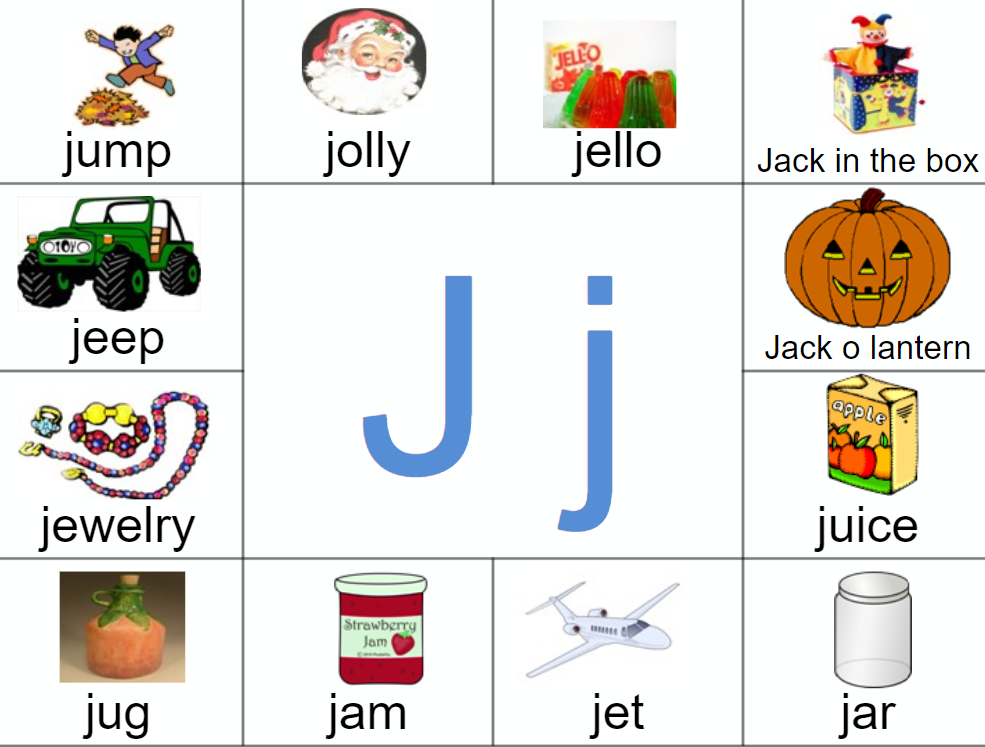 JELL-O
jump
jolly
jello
Jack in the box
TOY
jeep
J j
Jack o lantern
jewelry
apple
juice
jug
Strawberry
Jam
jam
jet
jar